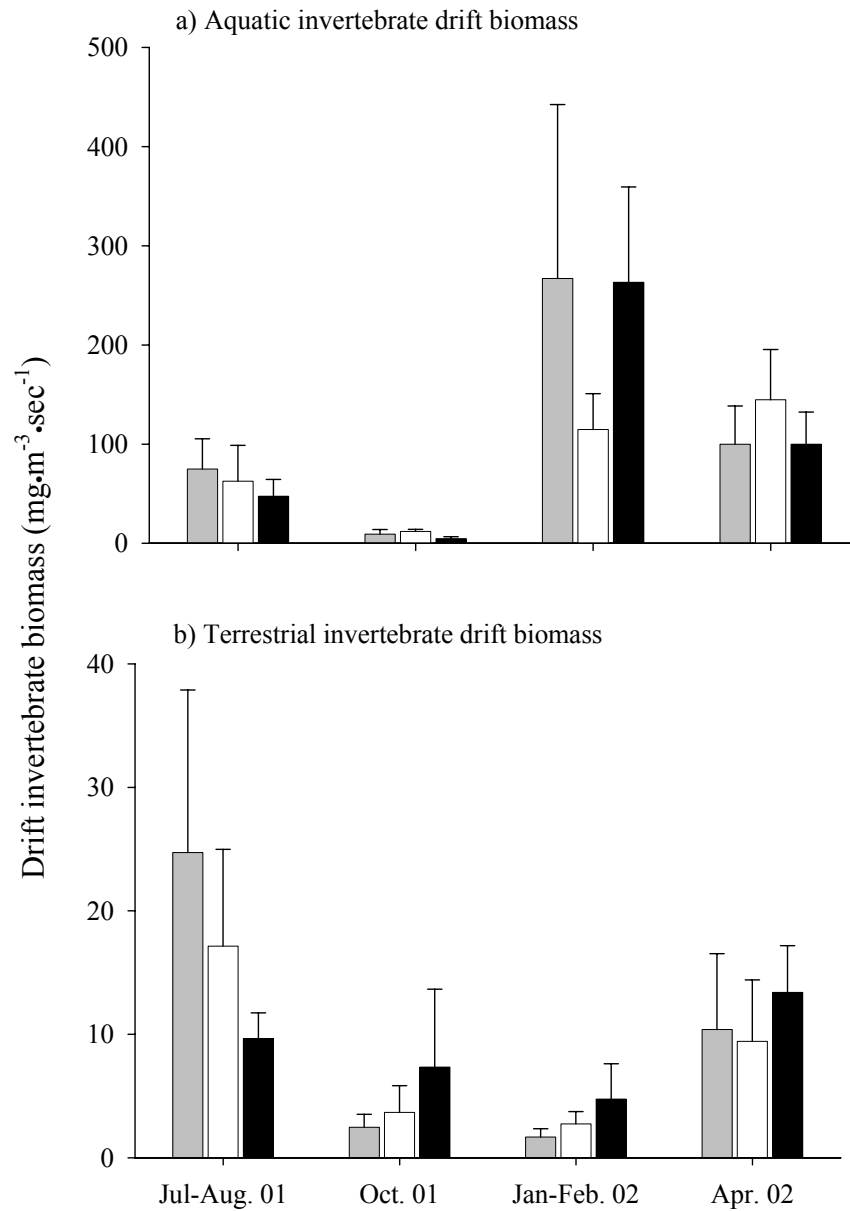 a) Aquatic invertebrate drift biomass
500
400
300
200
100
0
Drift invertebrate biomass (mg•m⁻³•sec⁻¹)
b) Terrestrial invertebrate drift biomass
40
30
20
10
0
Jul-Aug. 01 Oct. 01 Jan-Feb. 02 Apr. 02